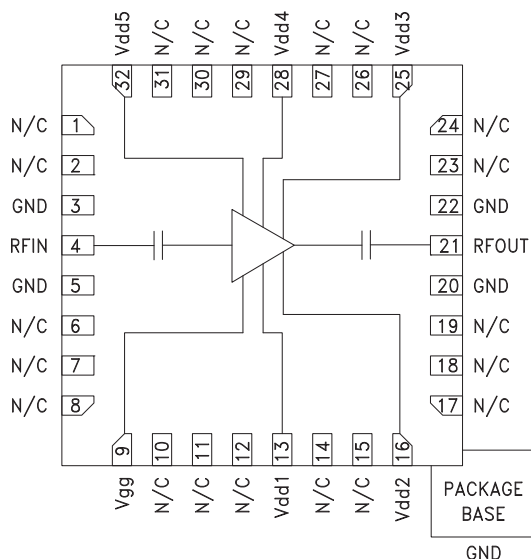 Vdd5 N/C N/C N/C Vdd4 N/C N/C Vdd3
32 31 30 29 28 27 26 25
N/C 1 24 N/C
N/C 2 23 N/C
GND 3 22 GND
RFIN 4 21 RFOUT
GND 5 20 GND
N/C 6 19 N/C
N/C 7 18 N/C
N/C 8 17 N/C
9 10 11 12 13 14 15 16
Vgg N/C N/C N/C Vdd1 N/C N/C Vdd2
PACKAGE
BASE
GND